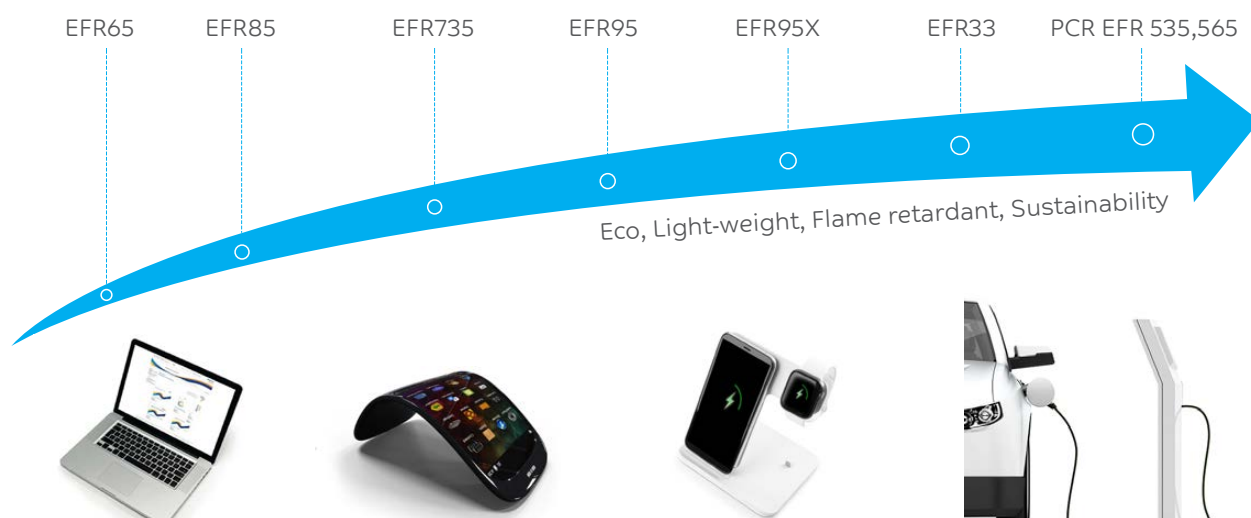 EFR65 EFR85 EFR735 EFR95 EFR95X EFR33 PCR EFR 535,565
Eco, Light-weight, Flame retardant, Sustainability